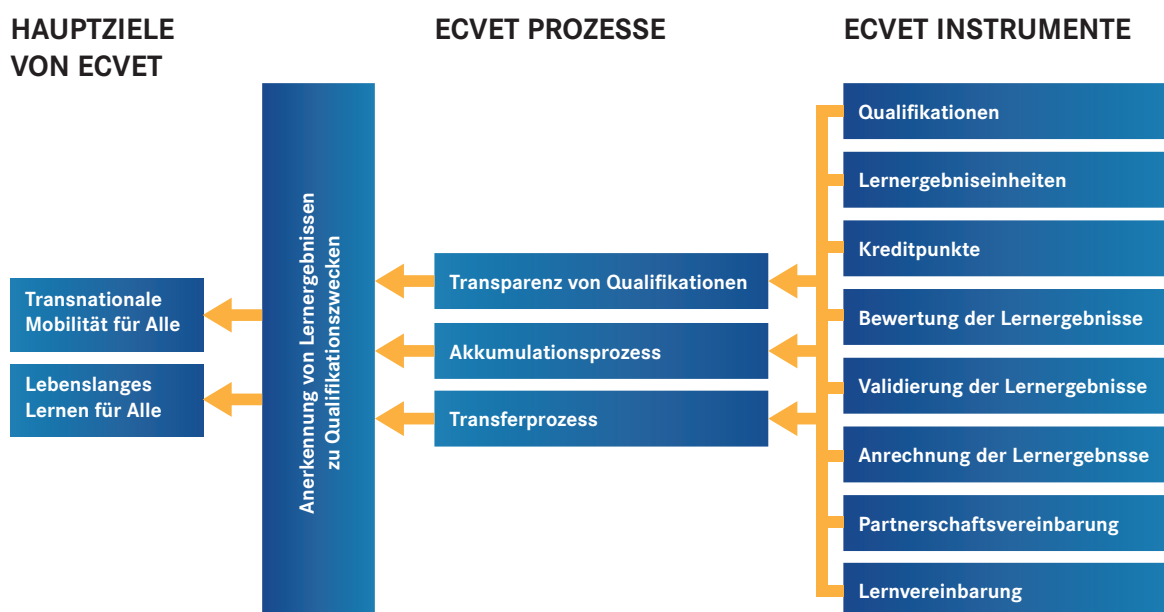 HAUPTZIELE
VON ECVET
Transnationale
Mobilität für Alle
Lebenslanges
Lernen für Alle
Anerkennung von Lernergebnissen
zu Qualifikationszwecken
ECVET PROZESSE
Transparenz von Qualifikationen
Akkumulationsprozess
Transferprozess
ECVET INSTRUMENTE
Qualifikationen
Lernergebniseinheiten
Kreditpunkte
Bewertung der Lernergebnisse
Validierung der Lernergebnisse
Anrechnung der Lernergebnsse
Partnerschaftsvereinbarung
Lernvereinbarung